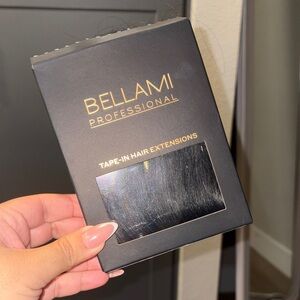 BELLAMI
PROFESSIONAL
TAPE-IN HAIR EXTENSIONS